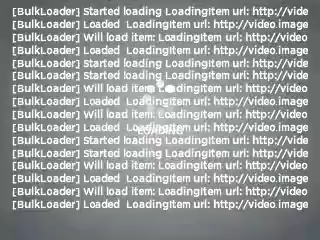 [BulkLoader] Started loading LoadingItem url: http://vide
[BulkLoader] Loaded LoadingItem url: http://video.image
[BulkLoader] Will load item: LoadingItem url: http://video
[BulkLoader] Loaded LoadingItem url: http://video.image
[BulkLoader] Started loading LoadingItem url: http://vide
[BulkLoader] Started loading LoadingItem url: http://vide
[BulkLoader] Will load item: LoadingItem url: http://video
[BulkLoader] Loaded LoadingItem url: http://video.image
[BulkLoader] Will load item: LoadingItem url: http://video
[BulkLoader] Loaded LoadingItem url: http://video.image
LOADING
[BulkLoader] Started loading LoadingItem url: http://vide
[BulkLoader] Started loading LoadingItem url: http://vide
[BulkLoader] Will load item: LoadingItem url: http://video
[BulkLoader] Loaded LoadingItem url: http://video.image
[BulkLoader] Will load item: LoadingItem url: http://video
[BulkLoader] Loaded LoadingItem url: http://video.image